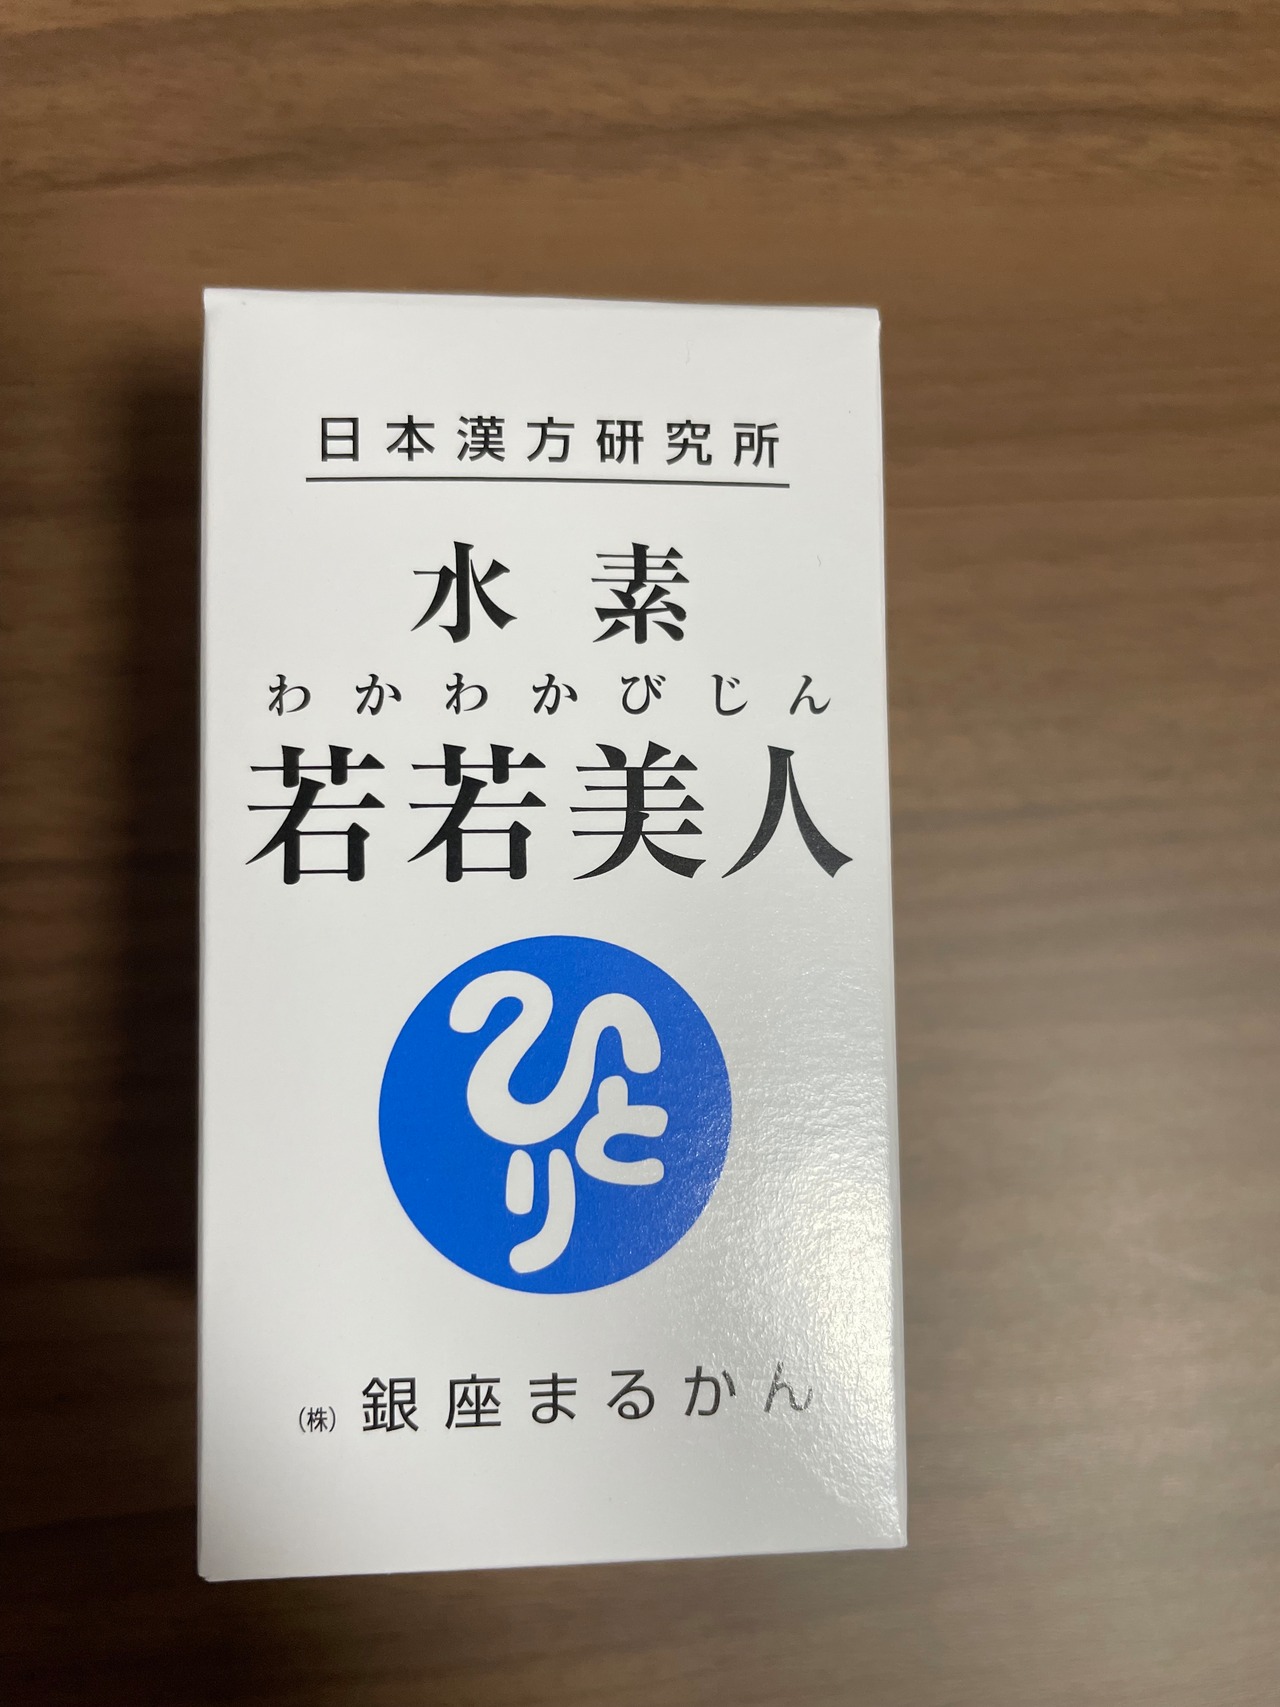 日本漢方研究所
水素
わかわかびじん
若若美人
ひとり
(株)銀座まるかん